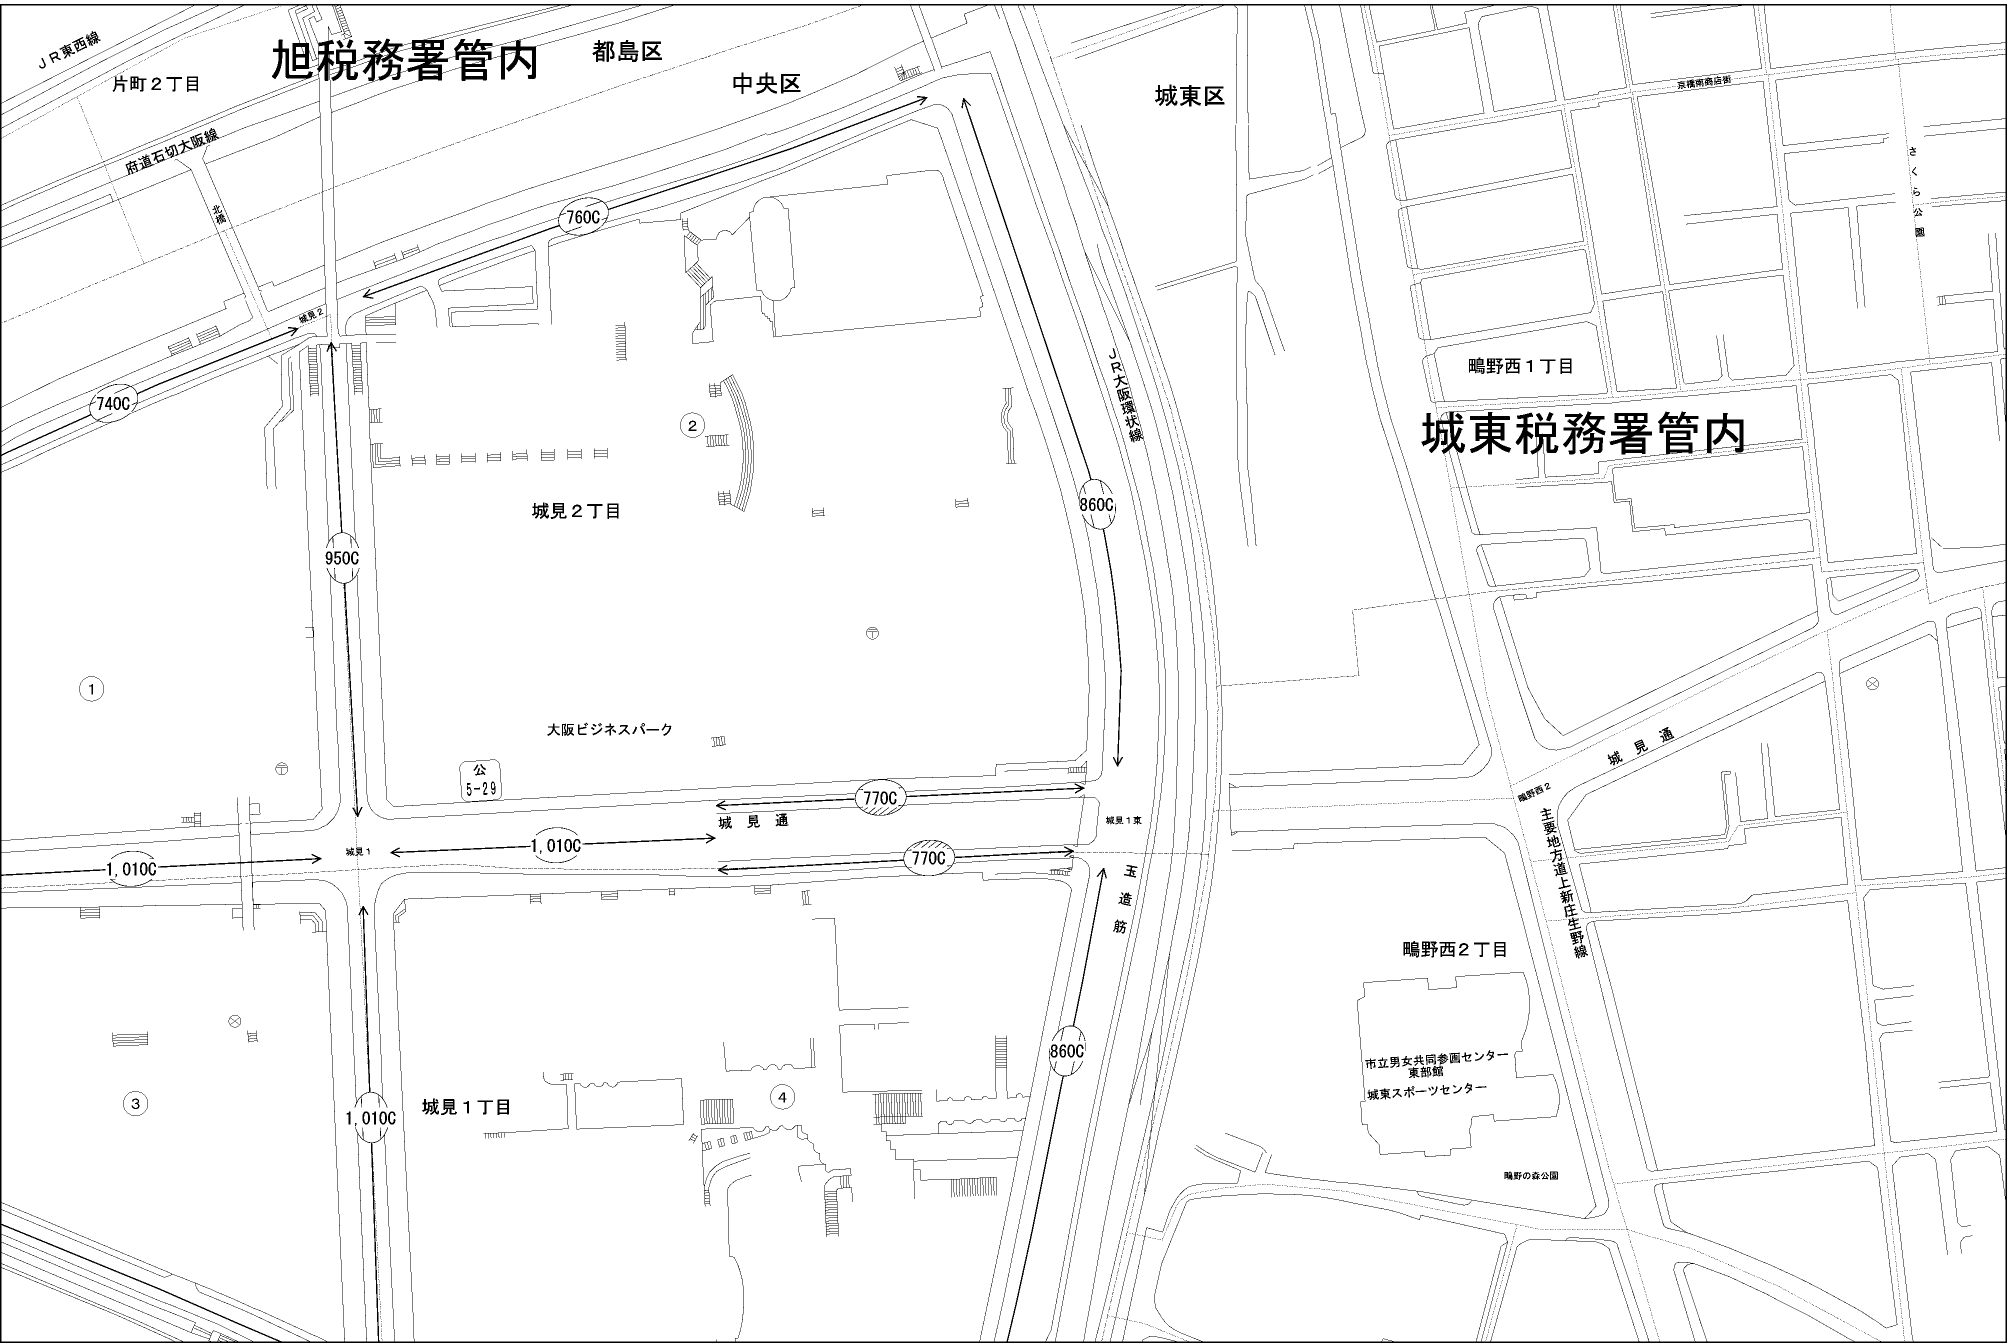 ＪＲ東西線
旭税務署管内
都島区
片町２丁目
中央区
城東区
京橋南商店街
府道石切大阪線
さくら公園
北橋
760C
城見２
鴫野西１丁目
ＪＲ大阪環状線
740C
②
城東税務署管内
860C
城見２丁目
950C
〒
①
大阪ビジネスパーク
城見通
〒
公
5-29
770C
鴫野西２
城見通
城見１東
主要地方道上新庄生野線
1,010C
城見１
770C
1,010C
玉造筋
鴫野西２丁目
860C
市立男女共同参画センター
東部館
城東スポーツセンター
③
④
城見１丁目
1,010C
鴫野の森公園